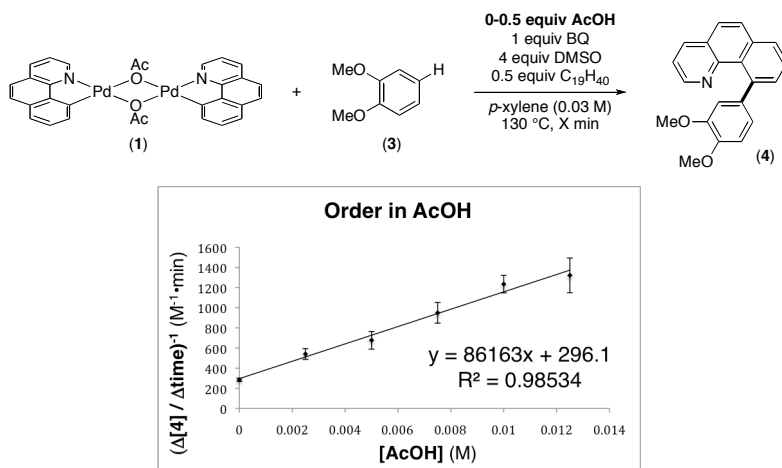 0-0.5 equiv AcOH
1 equiv BQ
4 equiv DMSO
0.5 equiv C₁₉H₄₀
p-xylene (0.03 M)
130 °C, X min
N Pd OAc OAc Pd N
(1)
+
MeO H
MeO
(3)
N
MeO
OMe
(4)
Order in AcOH
(Δ[4] / Δtime)⁻¹ (M⁻¹•min)
1600
1400
1200
1000
800
600
400
200
0
y = 86163x + 296.1
R² = 0.98534
0 0.002 0.004 0.006 0.008 0.01 0.012 0.014
[AcOH] (M)